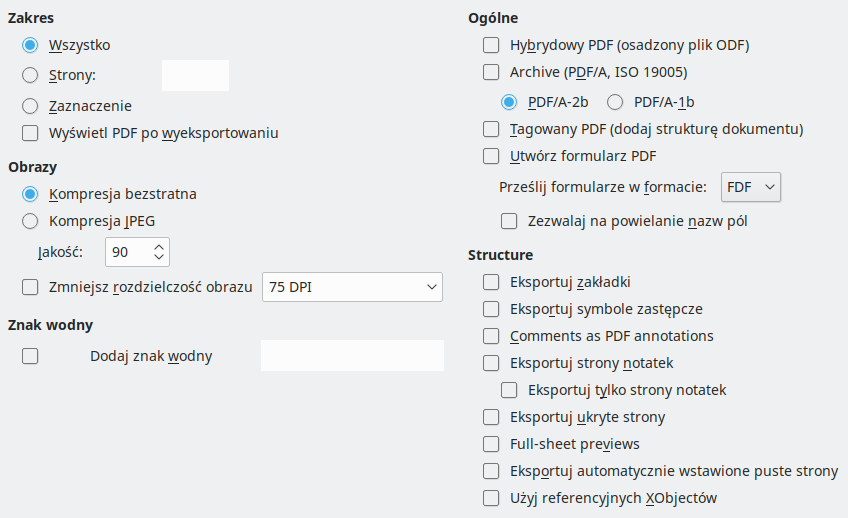 Zakres
Wszystko
Strony:
Zaznaczenie
Wyświetl PDF po wyeksportowaniu
Obrazy
Kompresja bezstratna
Kompresja JPEG
Jakość: 90
Zmniejsz rozdzielczość obrazu 75 DPI
Znak wodny
Dodaj znak wodny
Ogólne
Hybrydowy PDF (osadzony plik ODF)
Archive (PDF/A, ISO 19005)
PDF/A-2b PDF/A-1b
Tagowany PDF (dodaj strukturę dokumentu)
Utwórz formularz PDF
Prześlij formularze w formacie: FDF
Zezwalaj na powielanie nazw pól
Structure
Eksportuj zakładki
Eksportuj symbole zastępcze
Comments as PDF annotations
Eksportuj strony notatek
Eksportuj tylko strony notatek
Eksportuj ukryte strony
Full-sheet previews
Eksportuj automatycznie wstawione puste strony
Użyj referencyjnych XObjectów